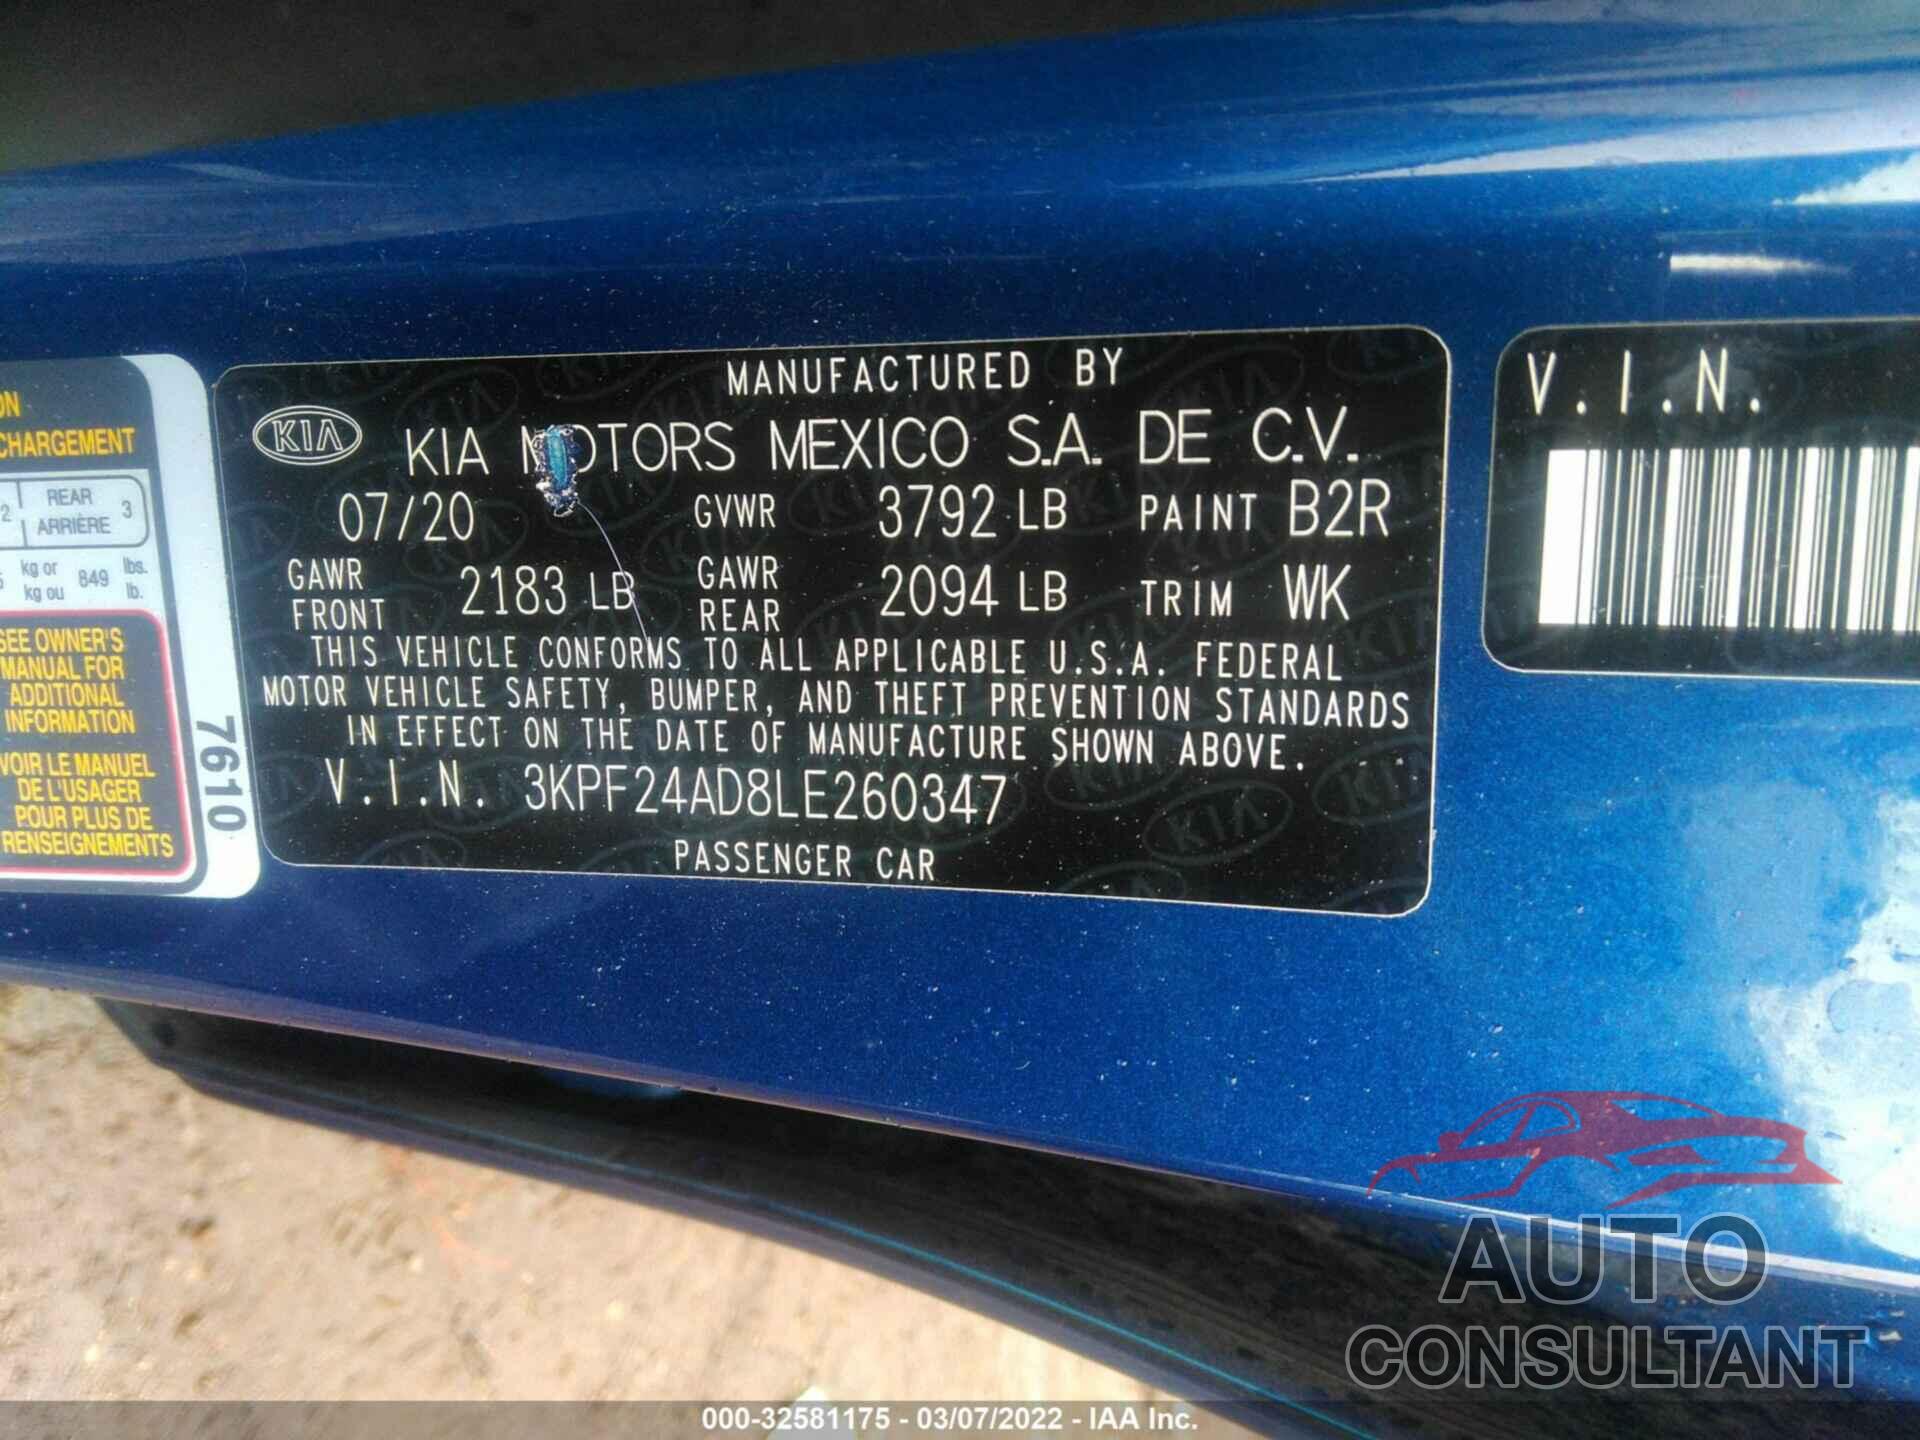 ON
CHARGEMENT
2 REAR ARRIÈRE 3
kg or
kg ou 849 lbs.
lb.
SEE OWNER'S
MANUAL FOR
ADDITIONAL
INFORMATION
VOIR LE MANUEL
DE L'USAGER
POUR PLUS DE
RENSEIGNEMENTS
7610
MANUFACTURED BY
KIA KIA MOTORS MEXICO S.A. DE C.V.
07/20 GVWR 3792 LB PAINT B2R
GAWR FRONT 2183 LB GAWR REAR 2094 LB TRIM WK
THIS VEHICLE CONFORMS TO ALL APPLICABLE U.S.A. FEDERAL
MOTOR VEHICLE SAFETY, BUMPER, AND THEFT PREVENTION STANDARDS
IN EFFECT ON THE DATE OF MANUFACTURE SHOWN ABOVE.
V.I.N. 3KPF24AD8LE260347
PASSENGER CAR
V.I.N.
AUTO
CONSULTANT
000-32581175 - 03/07/2022 - IAA Inc.